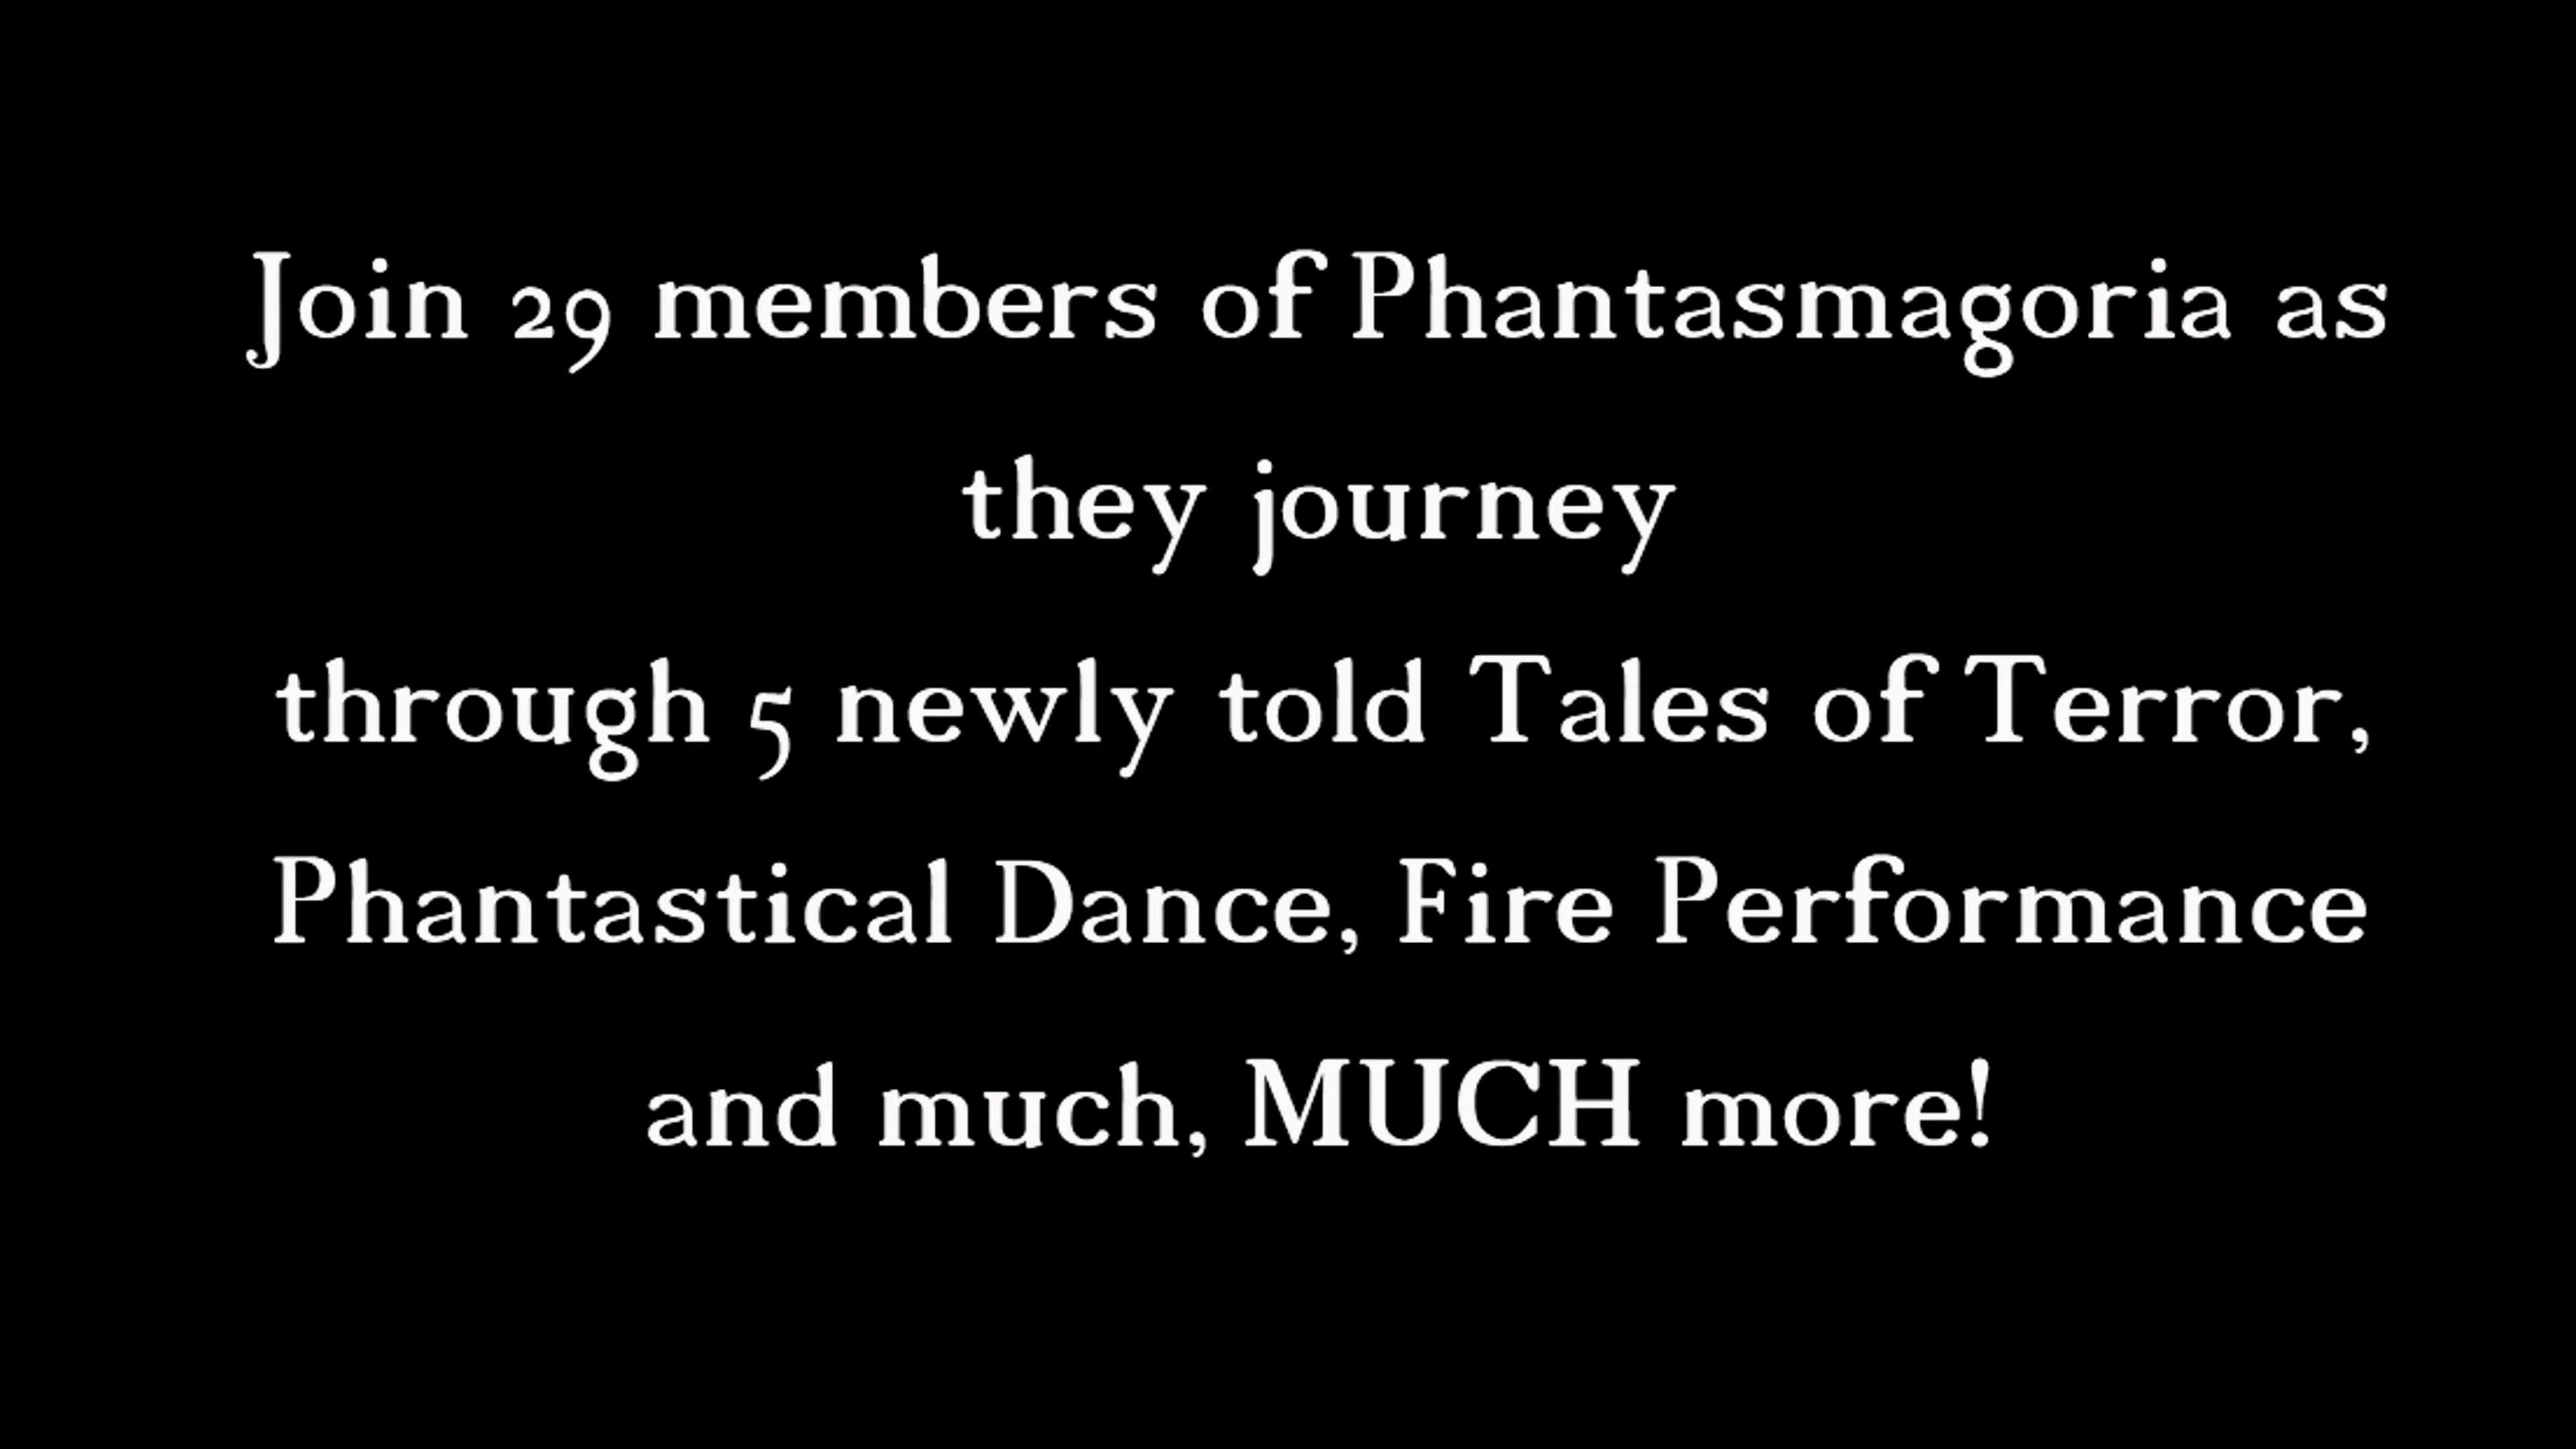 Join 29 members of Phantasmagoria as
they journey
through 5 newly told Tales of Terror,
Phantastical Dance, Fire Performance
and much, MUCH more!